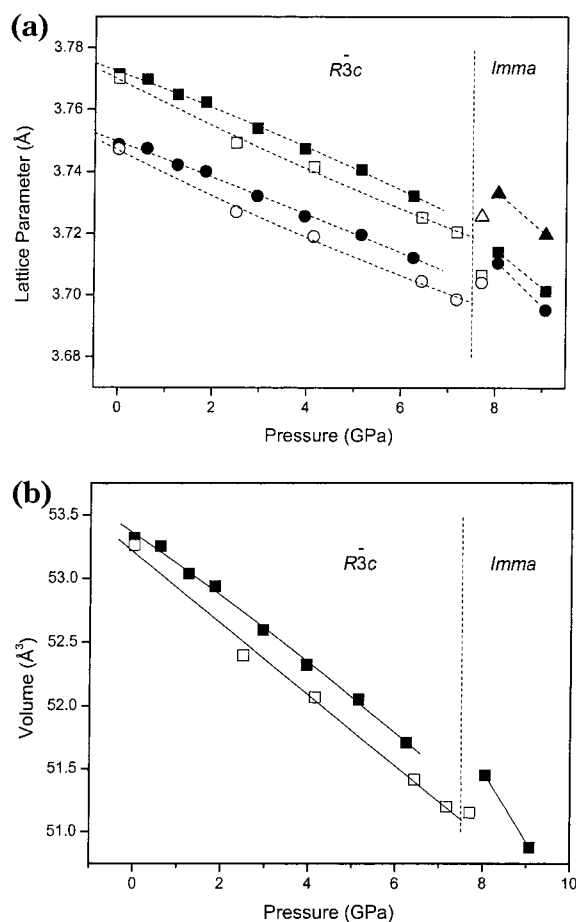 (a)
3.78
3.76
3.74
3.72
3.70
3.68
R3̄c
Imma
Lattice Parameter (Å)
0 2 4 6 8
Pressure (GPa)
(b)
53.5
53.0
52.5
52.0
51.5
51.0
R3̄c
Imma
Volume (Å³)
0 2 4 6 8 10
Pressure (GPa)